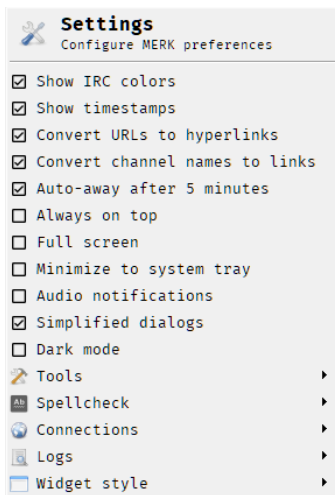 Settings
Configure MERK preferences
Show IRC colors
Show timestamps
Convert URLs to hyperlinks
Convert channel names to links
Auto-away after 5 minutes
Always on top
Full screen
Minimize to system tray
Audio notifications
Simplified dialogs
Dark mode
Tools
Ab Spellcheck
Connections
Logs
Widget style